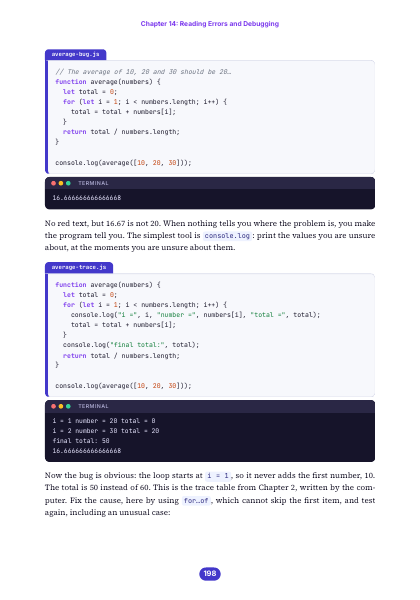 Chapter 14: Reading Errors and Debugging
average-bug.js
// The average of 10, 20 and 30 should be 20…
function average(numbers) {
let total = 0;
for (let i = 1; i < numbers.length; i++) {
total = total + numbers[i];
}
return total / numbers.length;
}
console.log(average([10, 20, 30]));
TERMINAL
16.666666666666668
No red text, but 16.67 is not 20. When nothing tells you where the problem is, you make
the program tell you. The simplest tool is console.log: print the values you are unsure
about, at the moments you are unsure about them.
average-trace.js
function average(numbers) {
let total = 0;
for (let i = 1; i < numbers.length; i++) {
console.log("i =", i, "number =", numbers[i], "total =", total);
total = total + numbers[i];
}
console.log("final total:", total);
return total / numbers.length;
}
console.log(average([10, 20, 30]));
TERMINAL
i = 1 number = 20 total = 0
i = 2 number = 30 total = 20
final total: 50
16.666666666666668
Now the bug is obvious: the loop starts at i = 1, so it never adds the first number, 10.
The total is 50 instead of 60. This is the trace table from Chapter 2, written by the com-
puter. Fix the cause, here by using for…of, which cannot skip the first item, and test
again, including an unusual case:
198